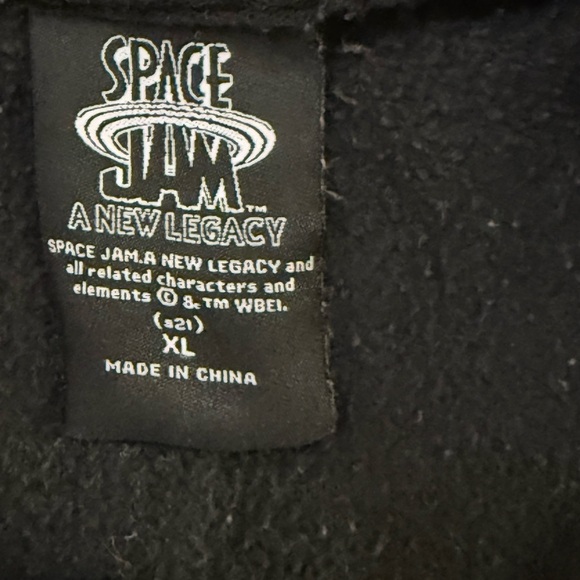 SPACE
JAM™
A NEW LEGACY
SPACE JAM.A NEW LEGACY and
all related characters and
elements © & TM WBEI.
(s21)
XL
MADE IN CHINA